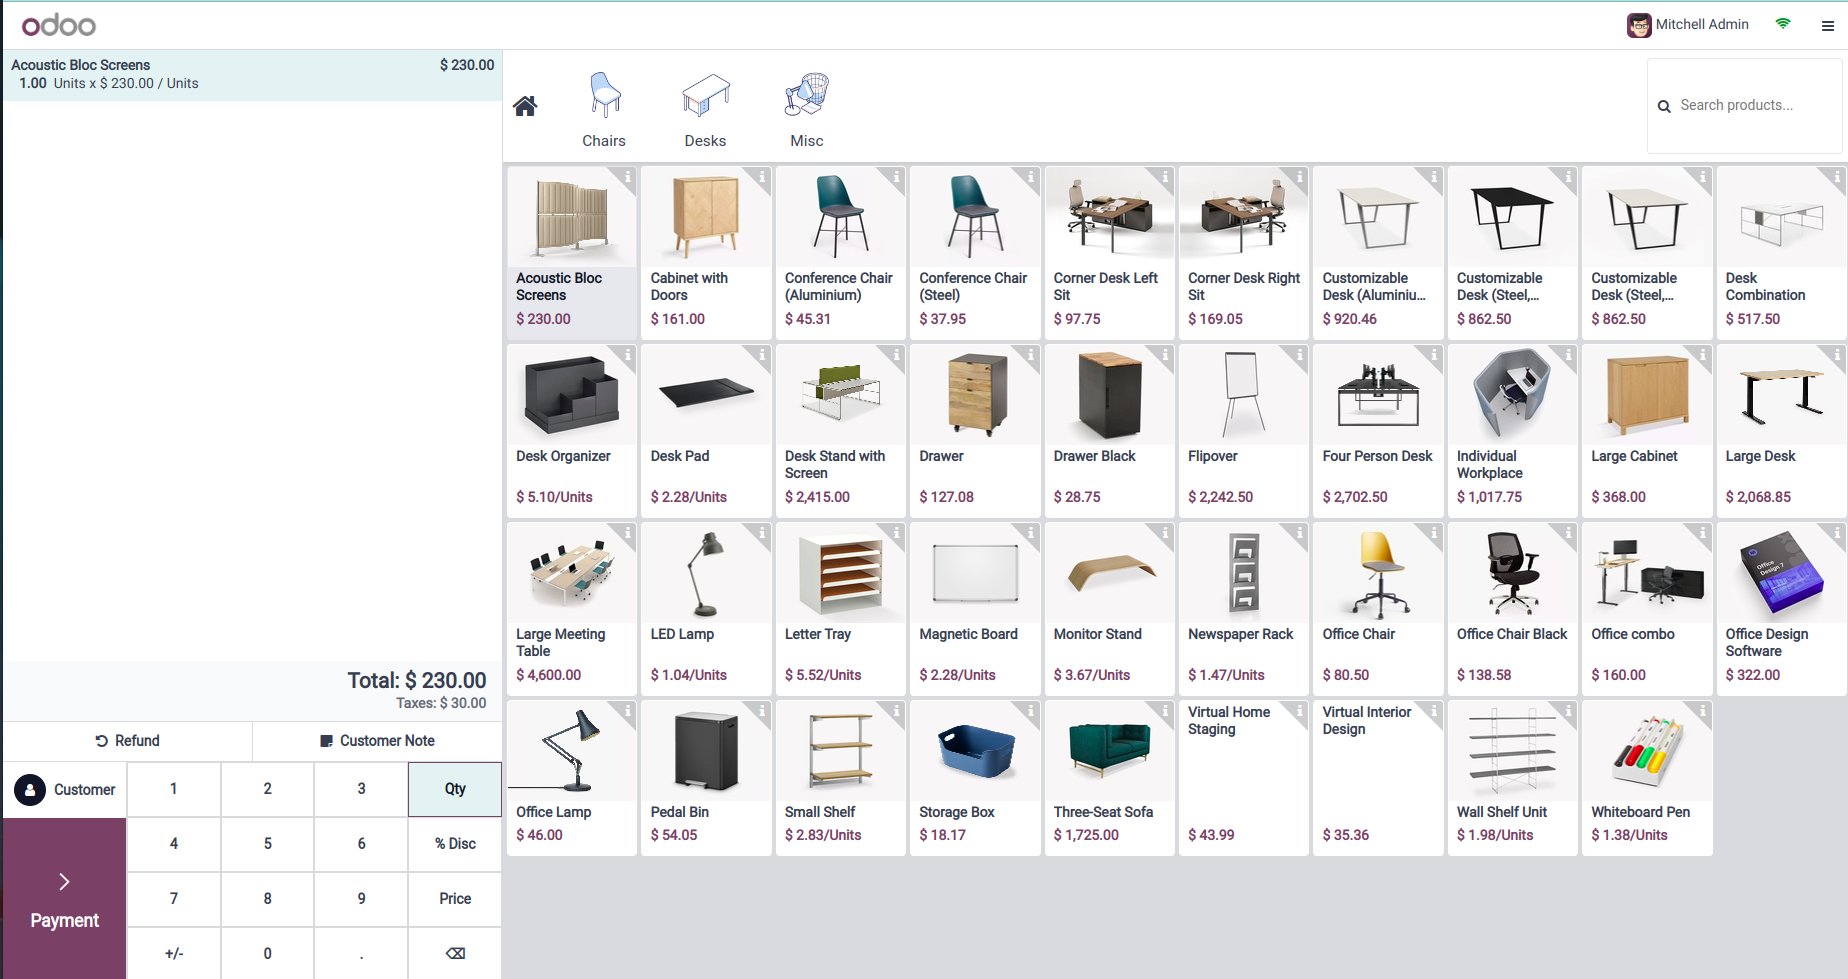 odoo
Mitchell Admin
Acoustic Bloc Screens
$ 230.00
1.00 Units x $ 230.00 / Units
Chairs
Desks
Misc
Search products...
Acoustic Bloc
Screens
$ 230.00
Cabinet with
Doors
$ 161.00
Conference Chair
(Aluminium)
$ 45.31
Conference Chair
(Steel)
$ 37.95
Corner Desk Left
Sit
$ 97.75
Corner Desk Right
Sit
$ 169.05
Customizable
Desk (Aluminiu...
$ 920.46
Customizable
Desk (Steel,...
$ 862.50
Customizable
Desk (Steel,...
$ 862.50
Desk
Combination
$ 517.50
Desk Organizer
$ 5.10/Units
Desk Pad
$ 2.28/Units
Desk Stand with
Screen
$ 2,415.00
Drawer
$ 127.08
Drawer Black
$ 28.75
Flipover
$ 2,242.50
Four Person Desk
$ 2,702.50
Individual
Workplace
$ 1,017.75
Large Cabinet
$ 368.00
Large Desk
$ 2,068.85
Large Meeting
Table
$ 4,600.00
LED Lamp
$ 1.04/Units
Letter Tray
$ 5.52/Units
Magnetic Board
$ 2.28/Units
Monitor Stand
$ 3.67/Units
Newspaper Rack
$ 1.47/Units
Office Chair
$ 80.50
Office Chair Black
$ 138.58
Office combo
$ 160.00
Office
Design 7
Office Design
Software
$ 322.00
Office Lamp
$ 46.00
Pedal Bin
$ 54.05
Small Shelf
$ 2.83/Units
Storage Box
$ 18.17
Three-Seat Sofa
$ 1,725.00
Virtual Home
Staging
$ 43.99
Virtual Interior
Design
$ 35.36
Wall Shelf Unit
$ 1.98/Units
Whiteboard Pen
$ 1.38/Units
Total: $ 230.00
Taxes: $ 30.00
Refund
Customer Note
Customer
1
2
3
Qty
4
5
6
% Disc
Payment
7
8
9
Price
+/-
0
.